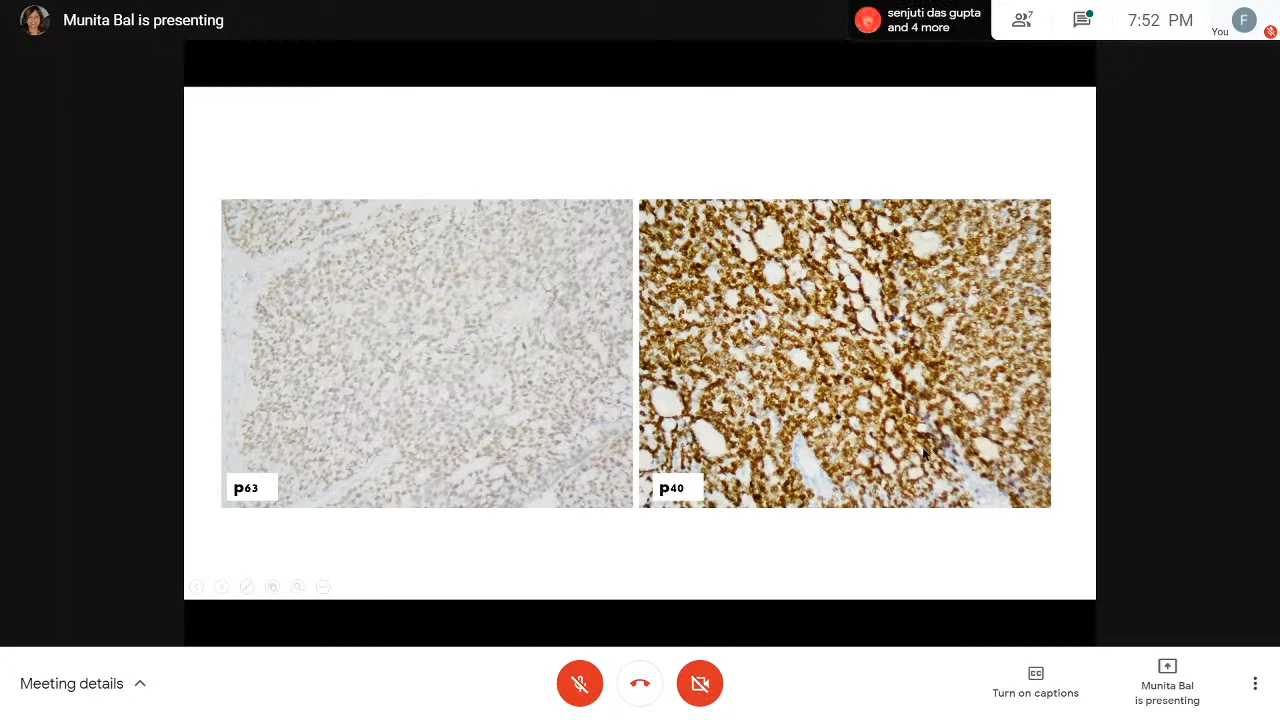 Munita Bal is presenting
senjuti das gupta
and 4 more
7
7:52 PM
You
F
p63
p40
Meeting details
CC
Turn on captions
Munita Bal
is presenting